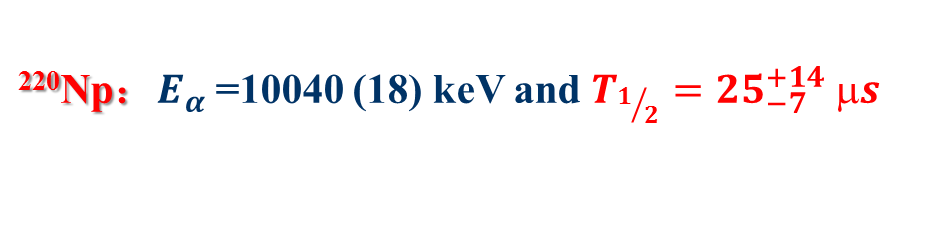 ²²⁰Np： Eα =10040 (18) keV and T1/2 = 25+14−7 μs